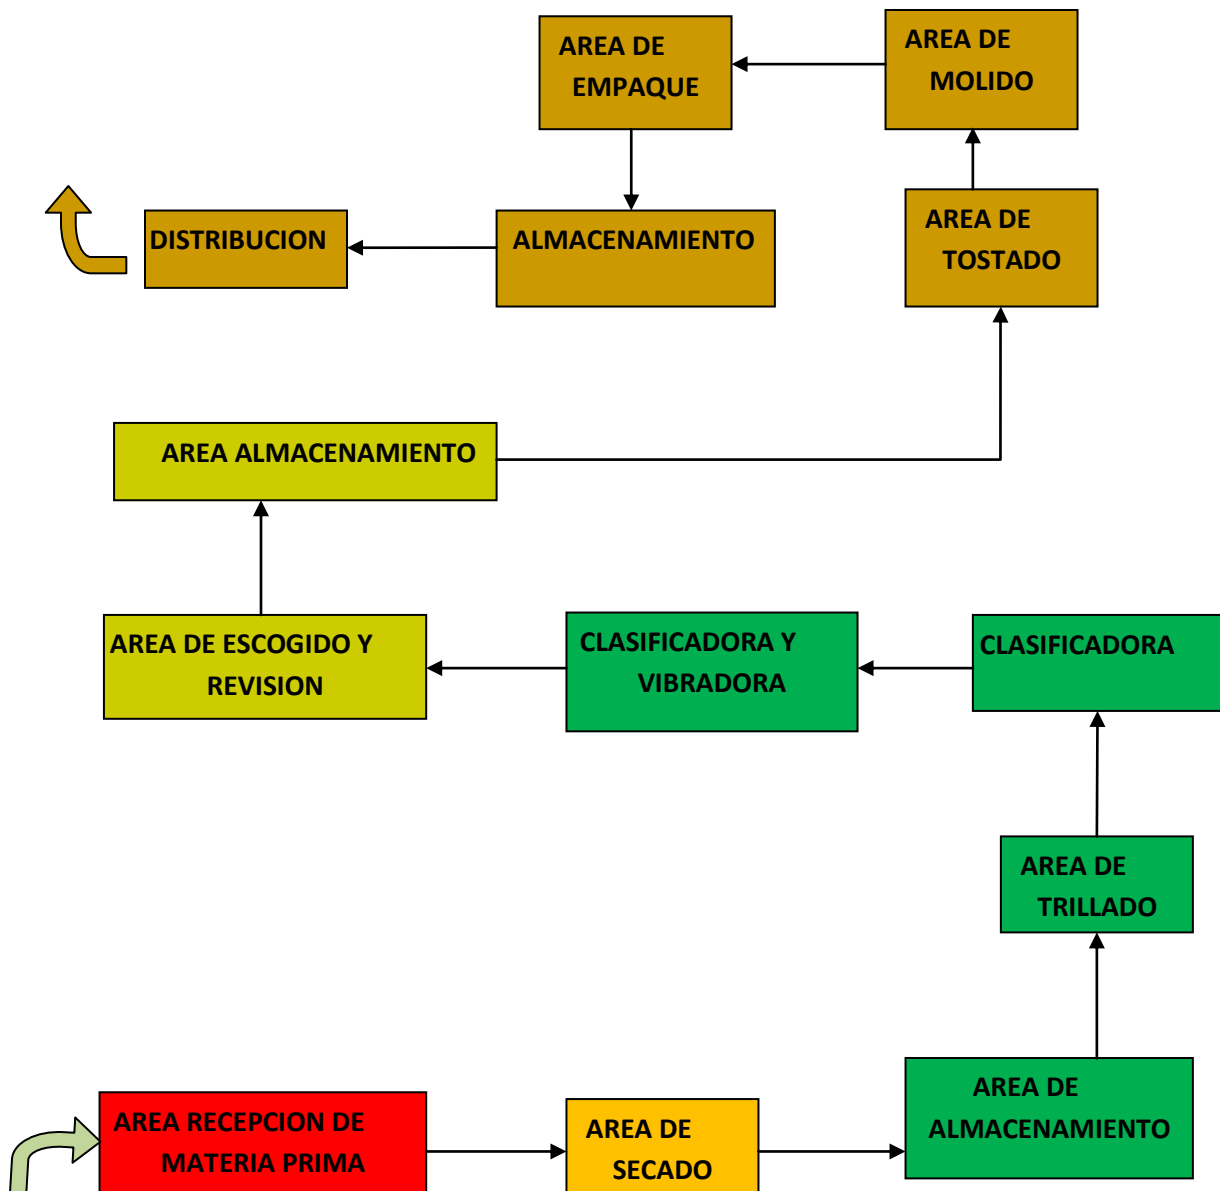 AREA DE
EMPAQUE
AREA DE
MOLIDO
DISTRIBUCION
ALMACENAMIENTO
AREA DE
TOSTADO
AREA ALMACENAMIENTO
AREA DE ESCOGIDO Y
REVISION
CLASIFICADORA Y
VIBRADORA
CLASIFICADORA
AREA DE
TRILLADO
AREA RECEPCION DE
MATERIA PRIMA
AREA DE
SECADO
AREA DE
ALMACENAMIENTO